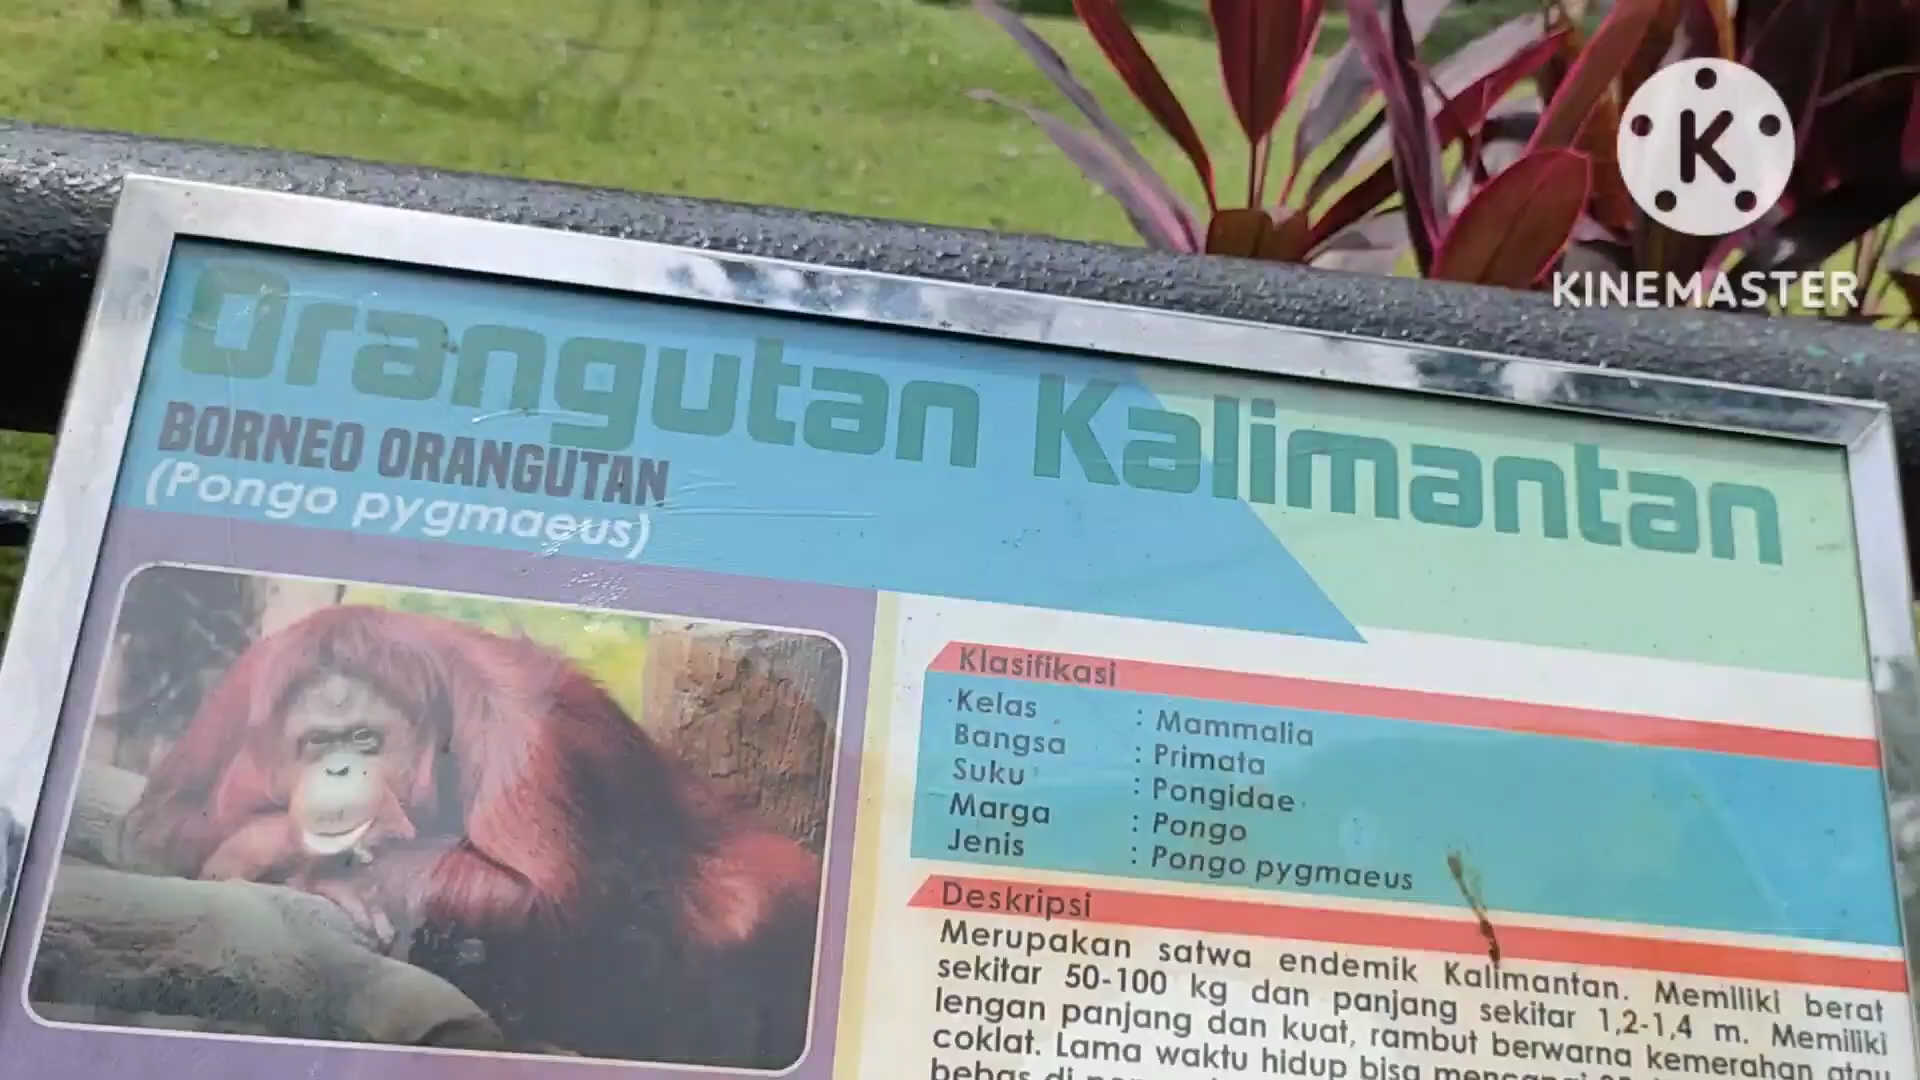 K
KINEMASTER
Orangutan Kalimantan
BORNEO ORANGUTAN
(Pongo pygmaeus)
Klasifikasi
Kelas : Mammalia
Bangsa : Primata
Suku : Pongidae
Marga : Pongo
Jenis : Pongo pygmaeus
Deskripsi
Merupakan satwa endemik Kalimantan. Memiliki berat
sekitar 50-100 kg dan panjang sekitar 1,2-1,4 m. Memiliki
lengan panjang dan kuat, rambut berwarna kemerahan atau
coklat. Lama waktu hidup bisa
bebas di